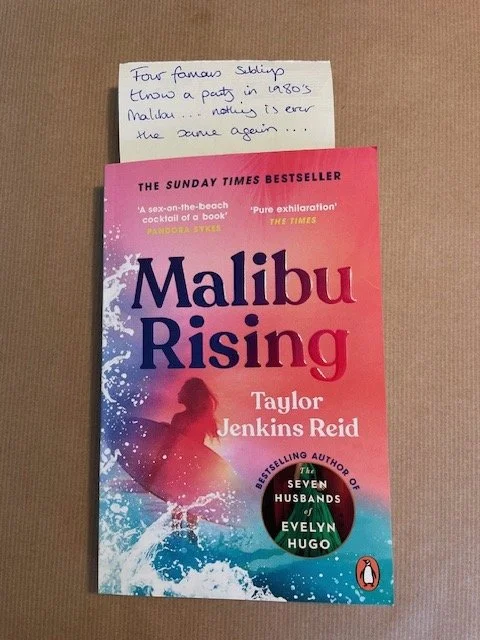 Four famous Siblings
throw a party in 1980's
Malibu... nothing is ever
the same again...
THE SUNDAY TIMES BESTSELLER
'A sex-on-the-beach
cocktail of a book'
PANDORA SYKES
'Pure exhilaration'
THE TIMES
Malibu
Rising
Taylor
Jenkins Reid
BESTSELLING AUTHOR OF
The
SEVEN
HUSBANDS
of
EVELYN
HUGO